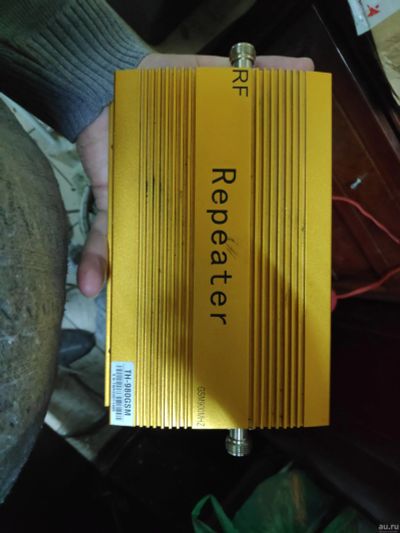 RF
Repeater
GSM900MHZ
TH-980GSM
au.ru